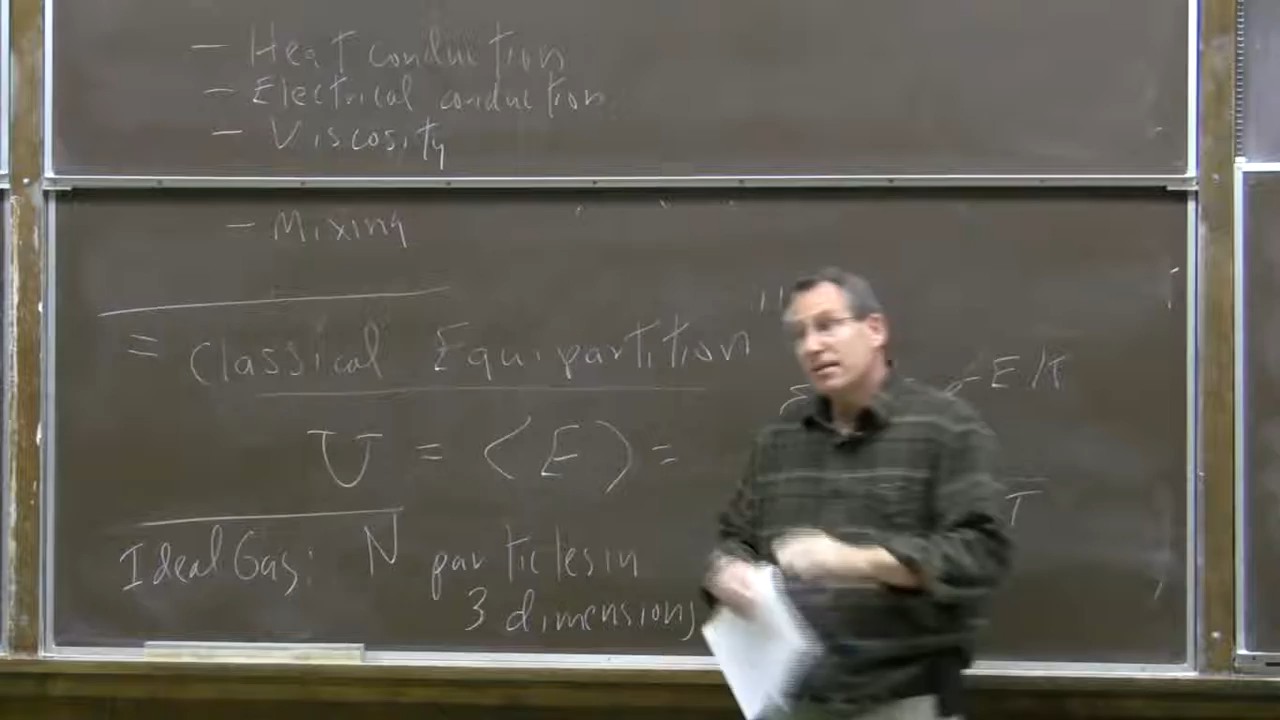 – Heat conduction
– Electrical conduction
– Viscosity
– Mixing
= Classical Equipartition"
U = ⟨E⟩ =
Ideal Gas: N particles in
3 dimensions